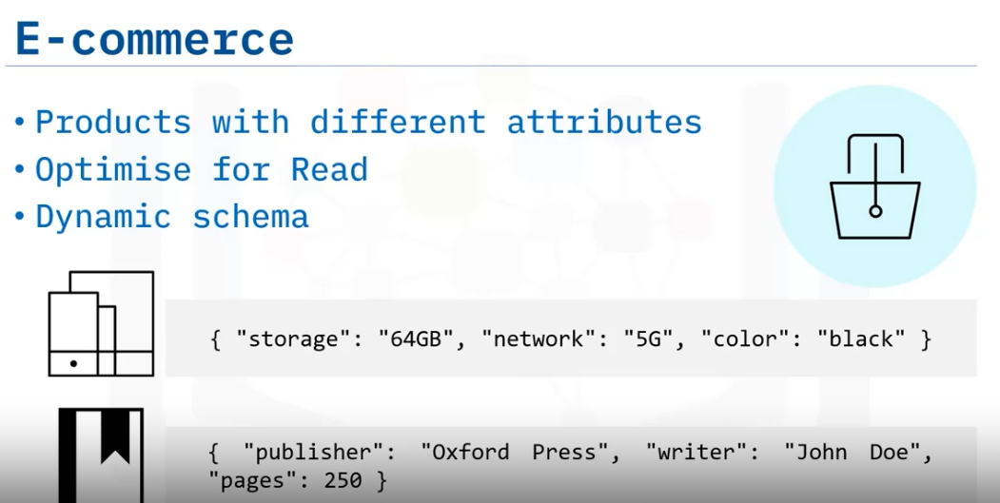 E-commerce
• Products with different attributes
• Optimise for Read
• Dynamic schema
{ "storage": "64GB", "network": "5G", "color": "black" }
{ "publisher": "Oxford Press", "writer": "John Doe",
"pages": 250 }